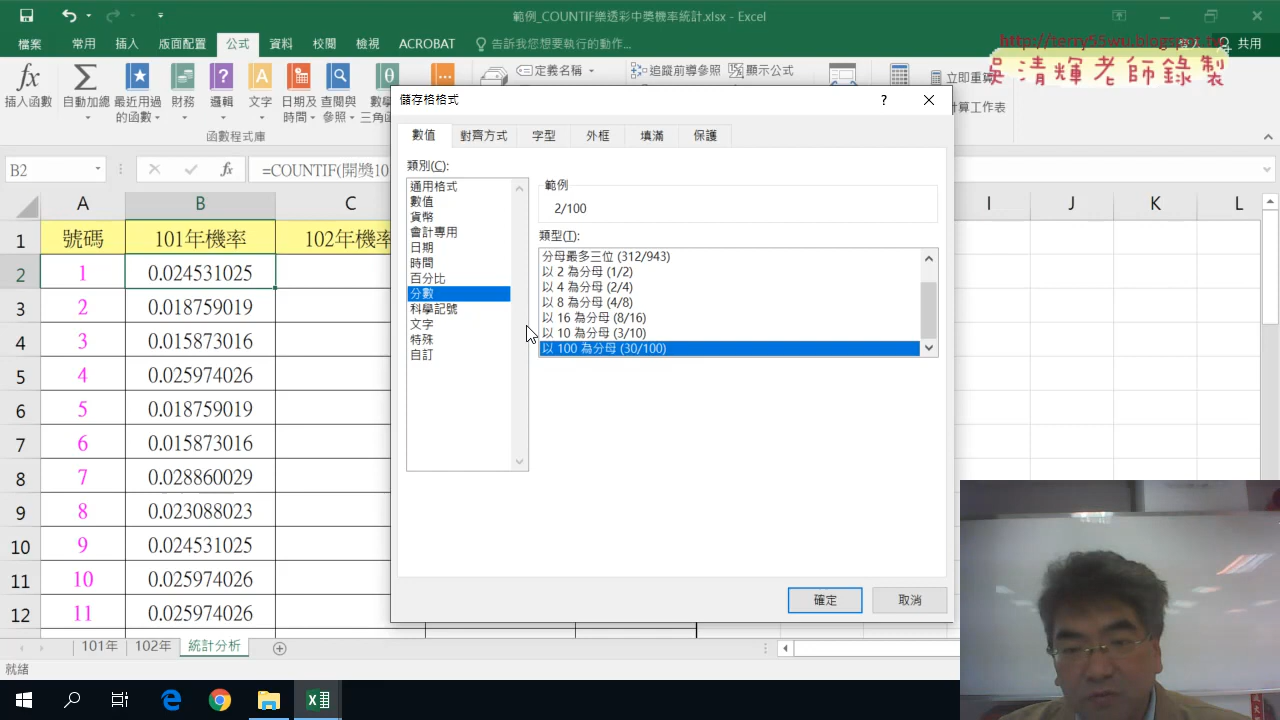 範例_COUNTIF樂透彩中獎機率統計.xlsx - Excel
http://terry55wu.blogspot.tw
吳清輝老師錄製
檔案 常用 插入 版面配置 公式 資料 校閱 檢視 ACROBAT 告訴我您想要執行的動作... 共用
插入函數 自動加總 最近用過的函數 財務 邏輯 文字 日期及時間 查閱與參照 定義名稱 追蹤前導參照 顯示公式
函數程式庫
儲存格格式
數值 對齊方式 字型 外框 填滿 保護
B2 =COUNTIF(開獎10
類別(C):
通用格式
數值
貨幣
會計專用
日期
時間
百分比
分數
科學記號
文字
特殊
自訂
範例
2/100
類型(T):
分母最多三位 (312/943)
以 2 為分母 (1/2)
以 4 為分母 (2/4)
以 8 為分母 (4/8)
以 16 為分母 (8/16)
以 10 為分母 (3/10)
以 100 為分母 (30/100)
確定 取消
A B C I J K L
1 號碼 101年機率 102年機率
2 1 0.024531025
3 2 0.018759019
4 3 0.015873016
5 4 0.025974026
6 5 0.018759019
7 6 0.015873016
8 7 0.028860029
9 8 0.023088023
10 9 0.024531025
11 10 0.025974026
12 11 0.025974026
101年 102年 統計分析
就緒